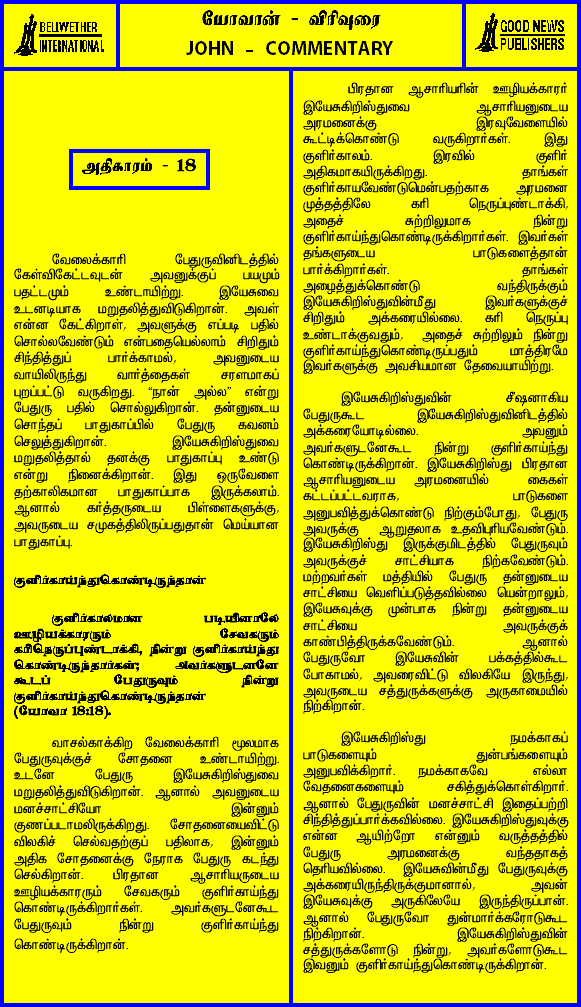 BELLWETHER
INTERNATIONAL
யோவான் - விரிவுரை
JOHN - COMMENTARY
GOOD NEWS
PUBLISHERS
அதிகாரம் - 18
வேலைக்காரி பேதுருவினிடத்தில்
கேள்விகேட்டவுடன் அவனுக்குப் பயமும்
பதட்டமும் உண்டாயிற்று. இயேசுவை
உடனடியாக மறுதலித்துவிடுகிறான். அவள்
என்ன கேட்கிறாள், அவளுக்கு எப்படி பதில்
சொல்லவேண்டும் என்பதையெல்லாம் சிறிதும்
சிந்தித்துப் பார்க்காமல், அவனுடைய
வாயிலிருந்து வார்த்தைகள் சரளமாகப்
புறப்பட்டு வருகிறது. “நான் அல்ல” என்று
பேதுரு பதில் சொல்லுகிறான். தன்னுடைய
சொந்தப் பாதுகாப்பில் பேதுரு கவனம்
செலுத்துகிறான். இயேசுகிறிஸ்துவை
மறுதலித்தால் தனக்கு பாதுகாப்பு உண்டு
என்று நினைக்கிறான். இது ஒருவேளை
தற்காலிகமான பாதுகாப்பாக இருக்கலாம்.
ஆனால் கர்த்தருடைய பிள்ளைகளுக்கு,
அவருடைய சமுகத்திலிருப்பதுதான் மெய்யான
பாதுகாப்பு.
குளிர்காய்ந்துகொண்டிருந்தான்
குளிர்காலமான படியினாலே
ஊழியக்காரரும் சேவகரும்
கரிநெருப்புண்டாக்கி, நின்று குளிர்காய்ந்து
கொண்டிருந்தார்கள்; அவர்களுடனனே
கூடப் பேதுருவும் நின்று
குளிர்காய்ந்துகொண்டிருந்தான்
(யோவா 18:18).
வாசல்காக்கிற வேலைக்காரி மூலமாக
பேதுருவுக்குச் சோதனை உண்டாயிற்று.
உடனே பேதுரு இயேசுகிறிஸ்துவை
மறுதலித்துவிடுகிறான். ஆனால் அவனுடைய
மனச்சாட்சியோ இன்னும்
குணப்படாமலிருக்கிறது. சோதனையைவிட்டு
விலகிச் செல்வதற்குப் பதிலாக, இன்னும்
அதிக சோதனைக்கு நேராக பேதுரு கடந்து
செல்கிறான். பிரதான ஆசாரியருடைய
ஊழியக்காரரும் சேவகரும் குளிர்காய்ந்து
கொண்டிருக்கிறார்கள். அவர்களுடனேகூட
பேதுருவும் நின்று குளிர்காய்ந்து
கொண்டிருக்கிறான்.
பிரதான ஆசாரியரின் ஊழியக்காரர்
இயேசுகிறிஸ்துவை ஆசாரியனுடைய
அரமனைக்கு இரவுவேளையில்
கூட்டிக்கொண்டு வருகிறார்கள். இது
குளிர்காலம். இரவில் குளிர்
அதிகமாகயிருக்கிறது. தாங்கள்
குளிர்காயவேண்டுமென்பதற்காக அரமனை
முத்தத்திலே கரி நெருப்புண்டாக்கி,
அதைச் சுற்றிலுமாக நின்று
குளிர்காய்ந்துகொண்டிருக்கிறார்கள். இவர்கள்
தங்களுடைய பாடுகளைத்தான்
பார்க்கிறார்கள். தாங்கள்
அழைத்துக்கொண்டு வந்திருக்கும்
இயேசுகிறிஸ்துவின்மீது இவர்களுக்குச்
சிறிதும் அக்கரையில்லை. கரி நெருப்பு
உண்டாக்குவதும், அதைச் சுற்றிலும் நின்று
குளிர்காய்ந்துகொண்டிருப்பதும் மாத்திரமே
இவர்களுக்கு அவசியமான தேவையாயிற்று.
இயேசுகிறிஸ்துவின் சீஷனாகிய
பேதுருகூட இயேசுகிறிஸ்துவினிடத்தில்
அக்கரையோடில்லை. அவனும்
அவர்களுடனேகூட நின்று குளிர்காய்ந்து
கொண்டிருக்கிறான். இயேசுகிறிஸ்து பிரதான
ஆசாரியனுடைய அரமனையில் கைகள்
கட்டப்பட்டவராக, பாடுகளை
அனுபவித்துக்கொண்டு நிற்கும்போது, பேதுரு
அவருக்கு ஆறுதலாக உதவிபுரியவேண்டும்.
இயேசுகிறிஸ்து இருக்குமிடத்தில் பேதுருவும்
அவருக்குச் சாட்சியாக நிற்கவேண்டும்.
மற்றவர்கள் மத்தியில் பேதுரு தன்னுடைய
சாட்சியை வெளிப்படுத்தவில்லை யென்றாலும்,
இயேசுவுக்கு முன்பாக நின்று தன்னுடைய
சாட்சியை அவருக்குக்
காண்பித்திருக்கவேண்டும். ஆனால்
பேதுருவோ இயேசுவின் பக்கத்தில்கூட
போகாமல், அவரைவிட்டு விலகியே இருந்து,
அவருடைய சத்துருக்களுக்கு அருகாமையில்
நிற்கிறான்.
இயேசுகிறிஸ்து நமக்காகப்
பாடுகளையும் துன்பங்களையும்
அனுபவிக்கிறார். நமக்காகவே எல்லா
வேதனைகளையும் சகித்துக்கொள்கிறார்.
ஆனால் பேதுருவின் மனச்சாட்சி இதைப்பற்றி
சிந்தித்துப்பார்க்கவில்லை. இயேசுகிறிஸ்துவுக்கு
என்ன ஆயிற்றோ என்னும் வருத்தத்தில்
பேதுரு அரமனைக்கு வந்ததாகத்
தெரியவில்லை. இயேசுவின்மீது பேதுருவுக்கு
அக்கரையிருந்திருக்குமானால், அவன்
இயேசுவுக்கு அருகிலேயே இருந்திருப்பான்.
ஆனால் பேதுருவோ துன்மார்க்கரோடுகூட
நிற்கிறான். இயேசுகிறிஸ்துவின்
சத்துருக்களோடு நின்று, அவர்களோடுகூட
இவனும் குளிர்காய்ந்துகொண்டிருக்கிறான்.